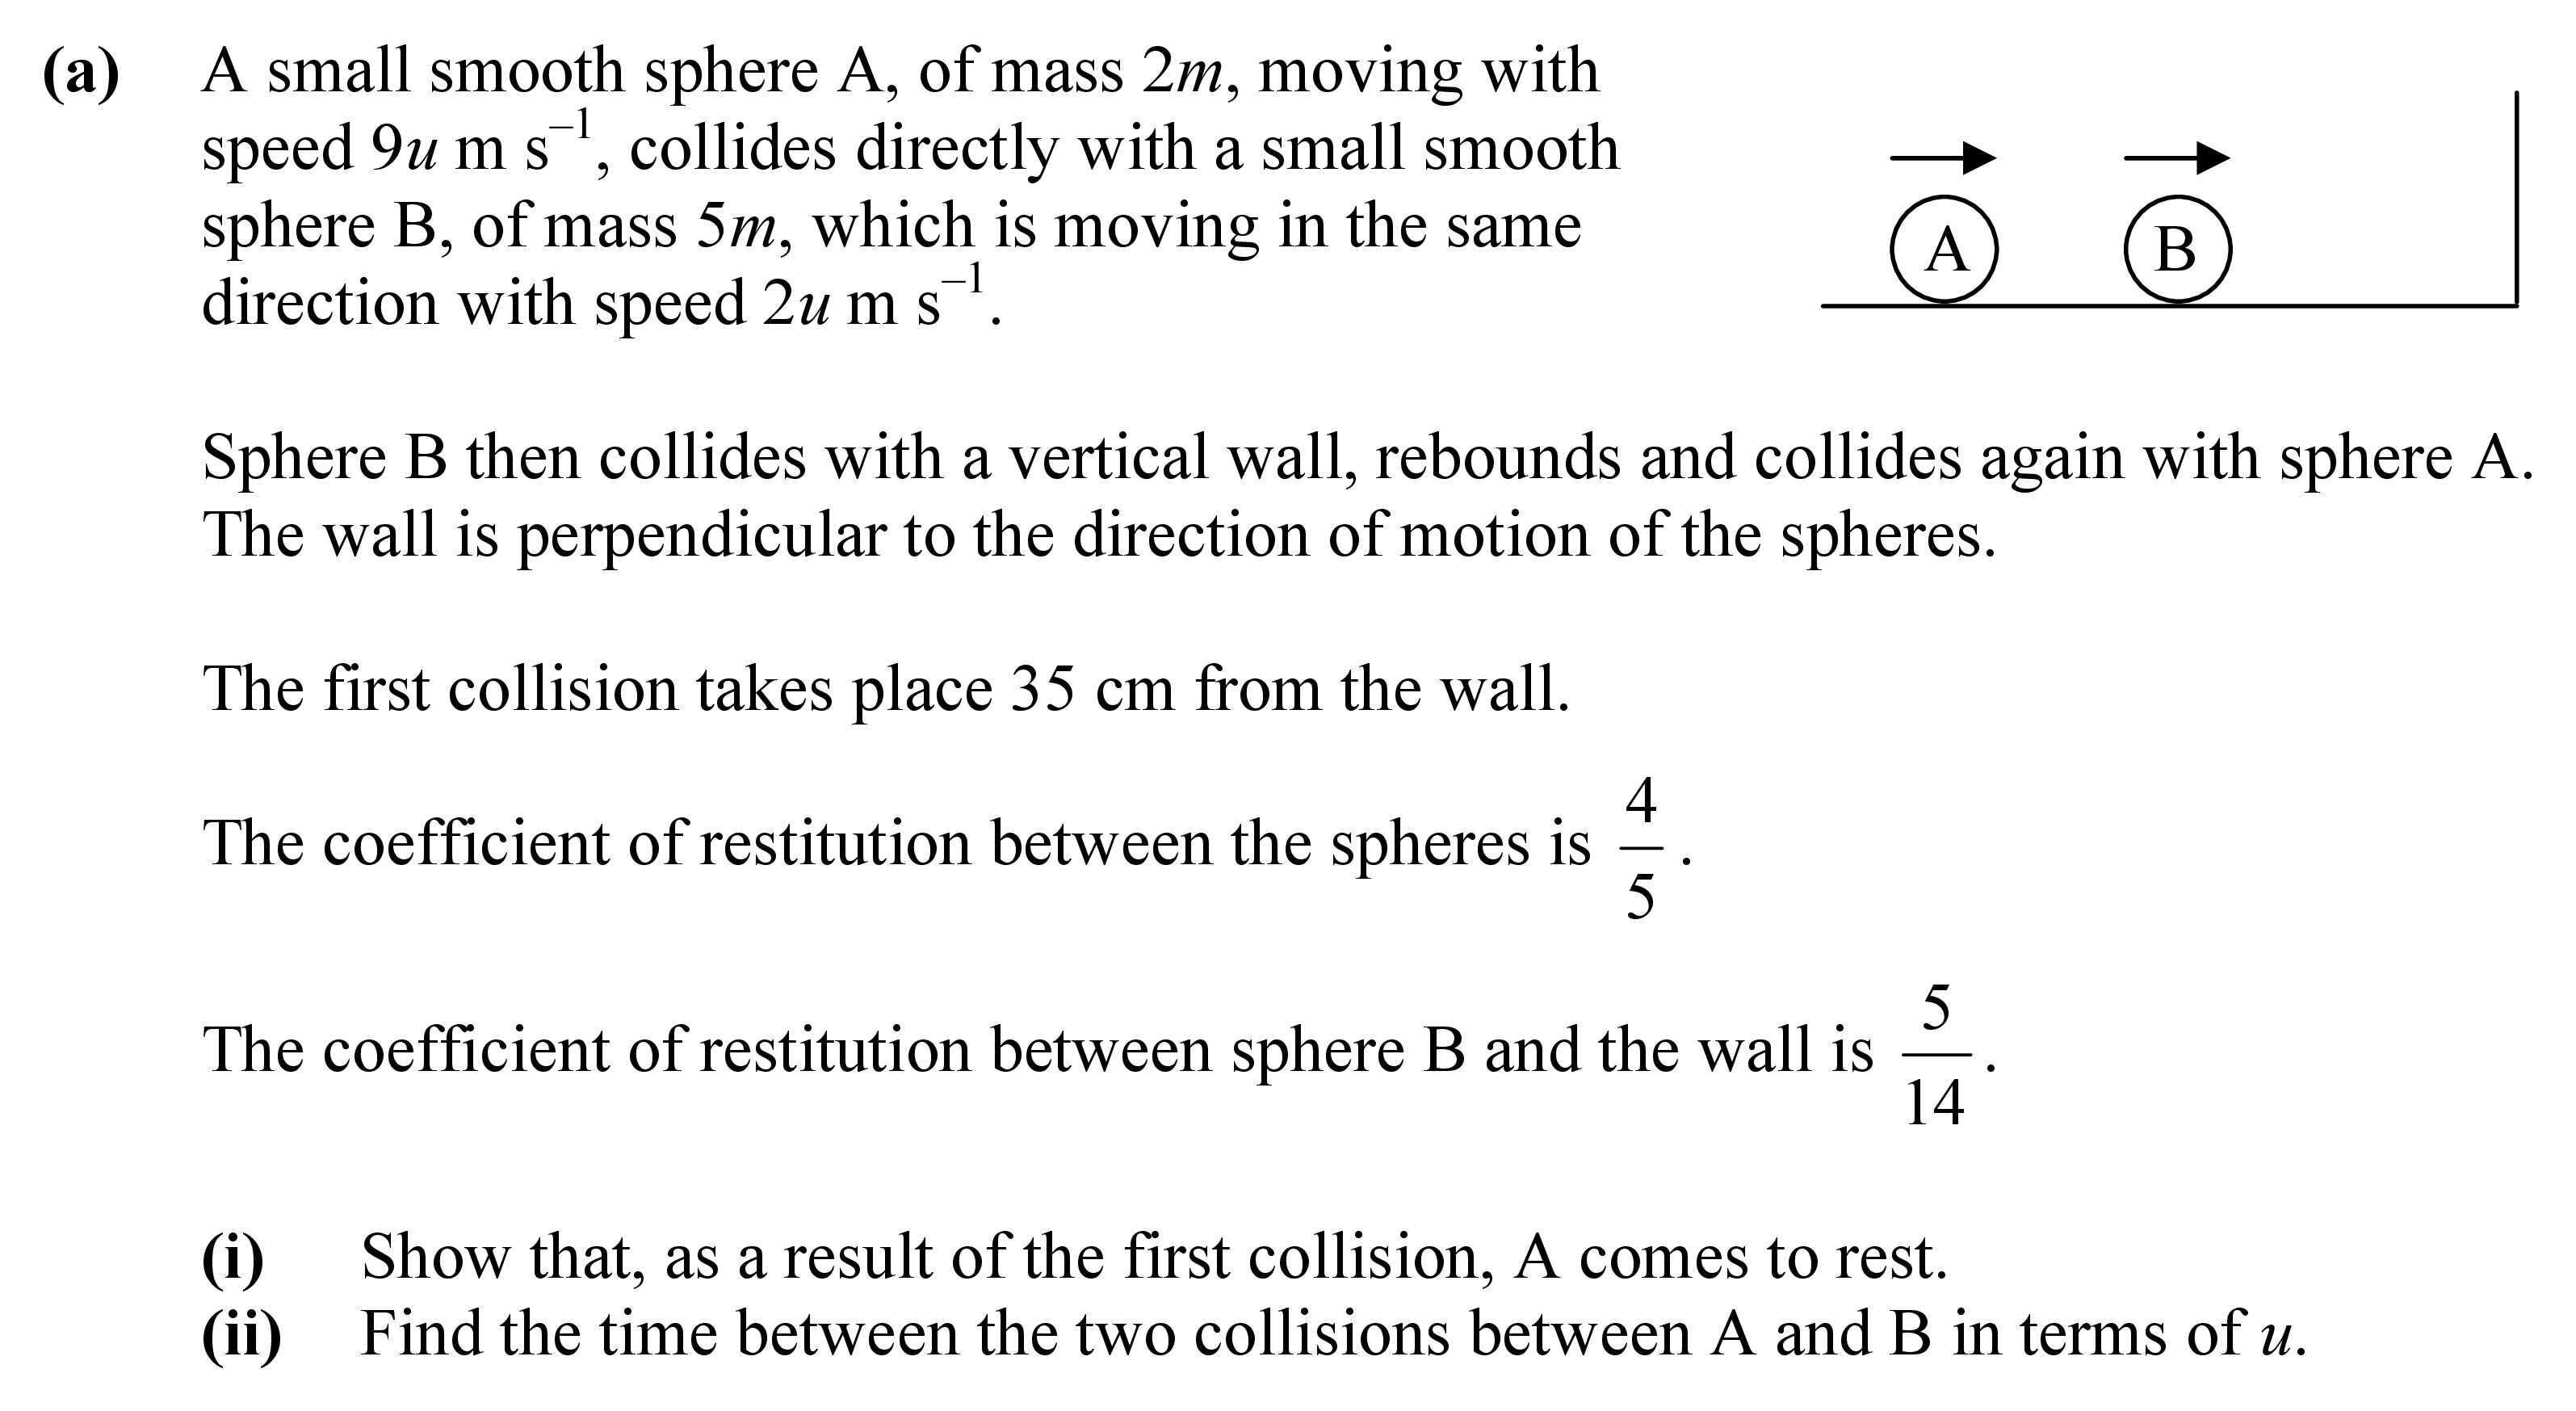 (a) A small smooth sphere A, of mass 2m, moving with
speed 9u m s⁻¹, collides directly with a small smooth
sphere B, of mass 5m, which is moving in the same
direction with speed 2u m s⁻¹.
A B
Sphere B then collides with a vertical wall, rebounds and collides again with sphere A.
The wall is perpendicular to the direction of motion of the spheres.
The first collision takes place 35 cm from the wall.
The coefficient of restitution between the spheres is 4/5.
The coefficient of restitution between sphere B and the wall is 5/14.
(i) Show that, as a result of the first collision, A comes to rest.
(ii) Find the time between the two collisions between A and B in terms of u.